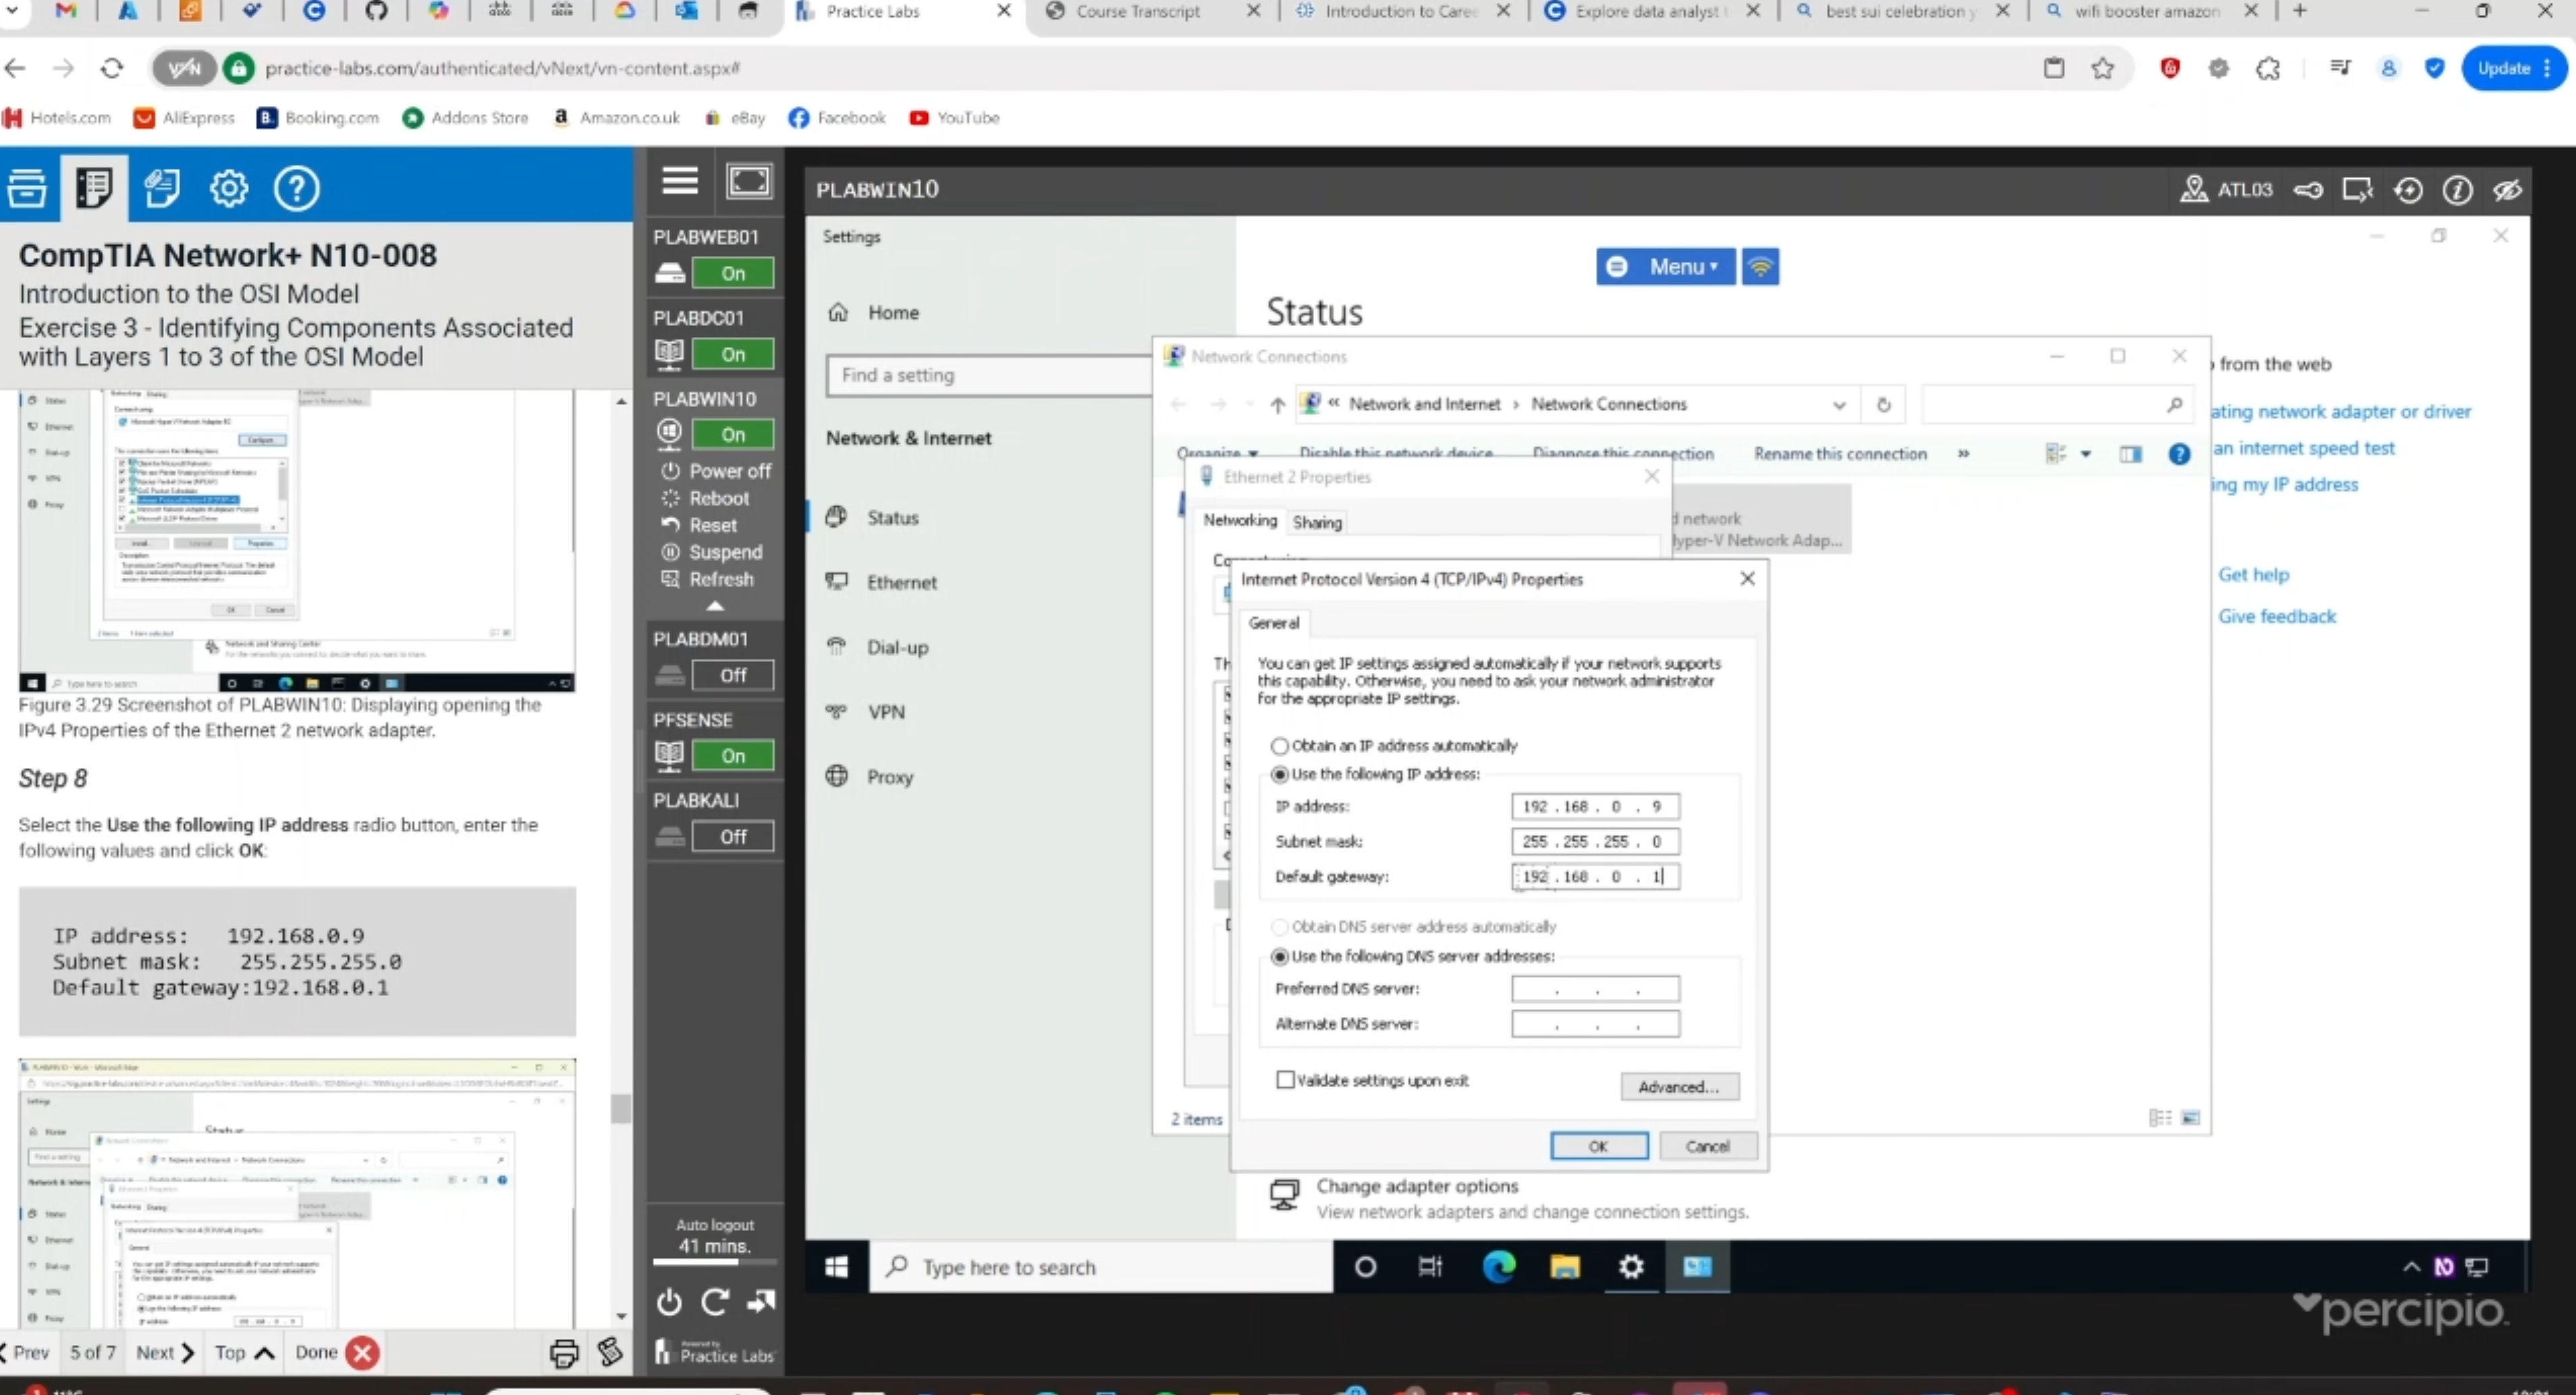 Practice Labs
Course Transcript
Introduction to Caree
Explore data analyst
best sui celebration y
wifi booster amazon
VPN
practice-labs.com/authenticated/vNext/vn-content.aspx#
Update
Hotels.com
AliExpress
Booking.com
Addons Store
Amazon.co.uk
eBay
Facebook
YouTube
CompTIA Network+ N10-008
Introduction to the OSI Model
Exercise 3 - Identifying Components Associated
with Layers 1 to 3 of the OSI Model
Network and Sharing Center
Type here to search
Figure 3.29 Screenshot of PLABWIN10: Displaying opening the
IPv4 Properties of the Ethernet 2 network adapter.
Step 8
Select the Use the following IP address radio button, enter the
following values and click OK:
IP address: 192.168.0.9
Subnet mask: 255.255.255.0
Default gateway:192.168.0.1
Prev
5 of 7
Next
Top
Done
PLABWEB01
On
PLABDC01
On
PLABWIN10
On
Power off
Reboot
Reset
Suspend
Refresh
PLABDM01
Off
PFSENSE
On
PLABKALI
Off
Auto logout
41 mins.
Powered by
Practice Labs
PLABWIN10
ATL03
Settings
Home
Find a setting
Network & Internet
Status
Ethernet
Dial-up
VPN
Proxy
Menu
Status
Network Connections
Network and Internet › Network Connections
Organize
Disable this network device
Diagnose this connection
Rename this connection
»
from the web
ating network adapter or driver
an internet speed test
ing my IP address
Get help
Give feedback
Ethernet 2 Properties
Networking
Sharing
d network
Hyper-V Network Adap...
Internet Protocol Version 4 (TCP/IPv4) Properties
General
You can get IP settings assigned automatically if your network supports
this capability. Otherwise, you need to ask your network administrator
for the appropriate IP settings.
Obtain an IP address automatically
Use the following IP address:
IP address: 192 . 168 . 0 . 9
Subnet mask: 255 . 255 . 255 . 0
Default gateway: 192 . 168 . 0 . 1
Obtain DNS server address automatically
Use the following DNS server addresses:
Preferred DNS server: . . .
Alternate DNS server: . . .
Validate settings upon exit
Advanced...
OK
Cancel
2 items
Change adapter options
View network adapters and change connection settings.
Type here to search
percipio.